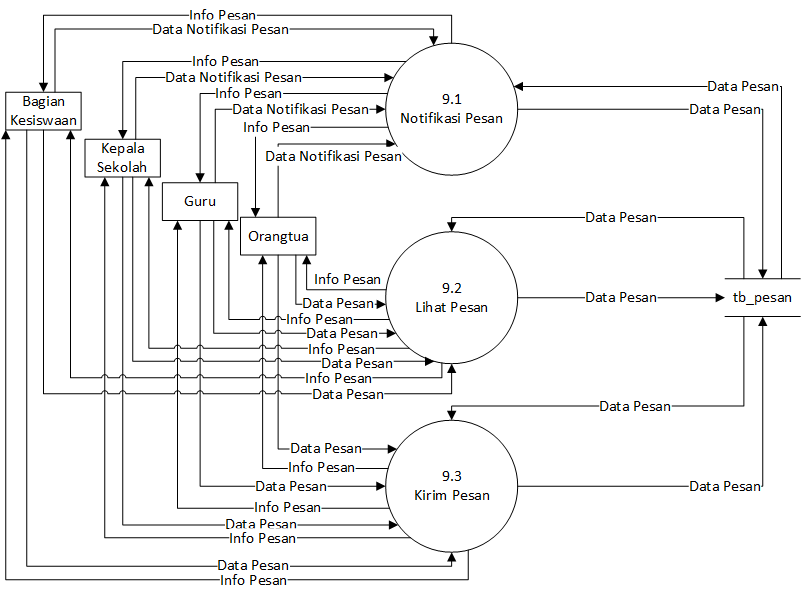 Info Pesan
Data Notifikasi Pesan
Info Pesan
Data Notifikasi Pesan
Info Pesan
Data Notifikasi Pesan
Info Pesan
Data Notifikasi Pesan
Bagian
Kesiswaan
Kepala
Sekolah
Guru
Orangtua
9.1
Notifikasi Pesan
Data Pesan
Data Pesan
Data Pesan
9.2
Lihat Pesan
Data Pesan
tb_pesan
Info Pesan
Data Pesan
Info Pesan
Data Pesan
Info Pesan
Data Pesan
Info Pesan
Data Pesan
Data Pesan
9.3
Kirim Pesan
Data Pesan
Data Pesan
Info Pesan
Data Pesan
Info Pesan
Data Pesan
Info Pesan
Data Pesan
Info Pesan